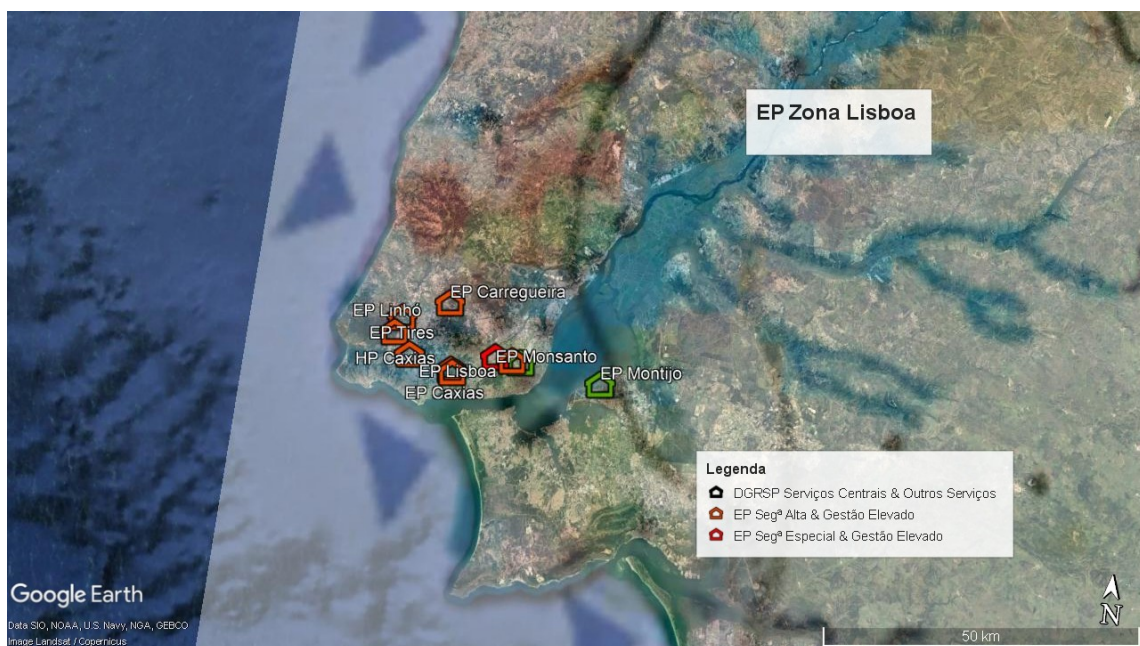 EP Zona Lisboa
EP Carregueira
EP Linhó
EP Tires
HP Caxias
EP Monsanto
EP Lisboa
EP Montijo
EP Caxias
Legenda
DGRSP Serviços Centrais & Outros Serviços
EP Segª Alta & Gestão Elevado
EP Segª Especial & Gestão Elevado
Google Earth
Data SIO, NOAA, U.S. Navy, NGA, GEBCO
Image Landsat / Copernicus
N
50 km